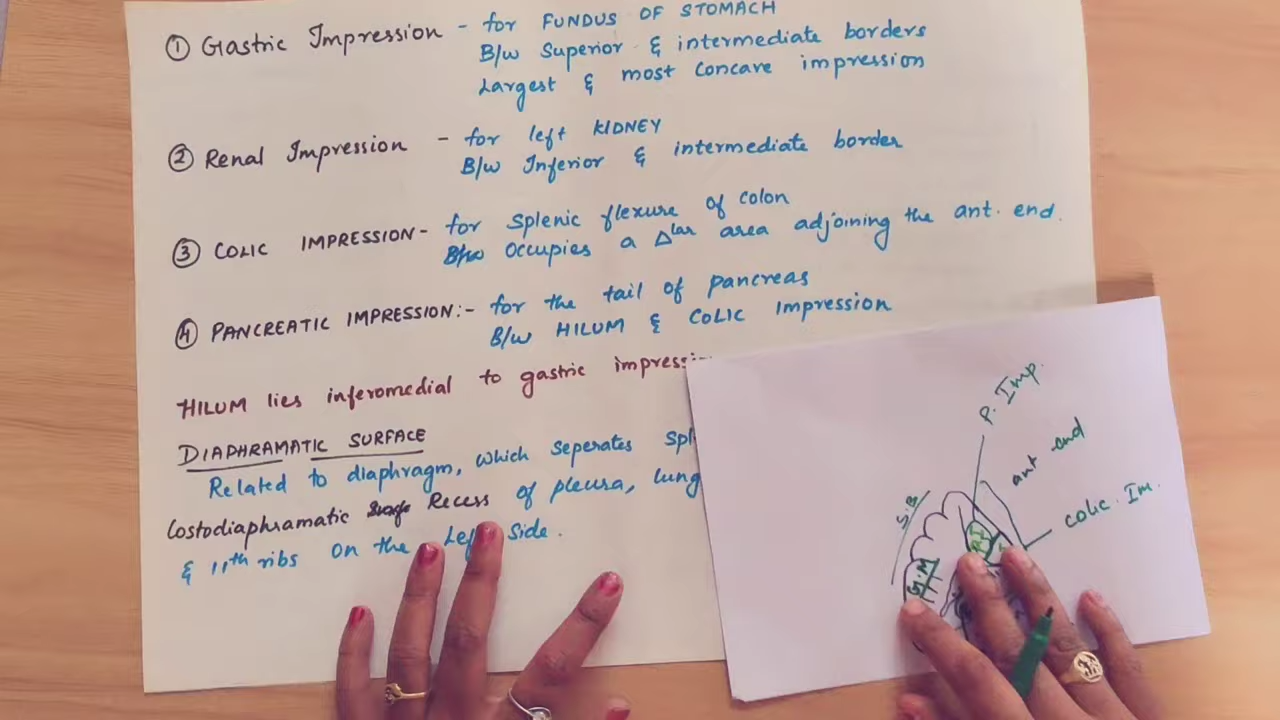 ① Gastric Impression - for FUNDUS OF STOMACH
B/w Superior & intermediate borders
Largest & most concave impression
② Renal Impression - for left KIDNEY
B/w Inferior & intermediate border
③ COLIC IMPRESSION - for splenic flexure of colon
occupies a Δlar area adjoining the ant. end.
④ PANCREATIC IMPRESSION:- for the tail of pancreas
B/w HILUM & COLIC Impression
HILUM lies inferomedial to gastric
DIAPHRAMATIC SURFACE
Related to diaphragm, which seperates
Costodiaphramatic Recess of pleura, lung
& 11th ribs on the Left side.
P. Imp.
ant end
COLIC. Im.
S.B